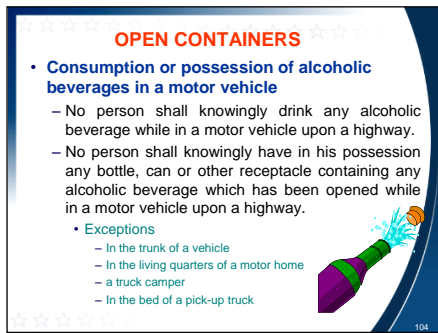 OPEN CONTAINERS
• Consumption or possession of alcoholic
beverages in a motor vehicle
– No person shall knowingly drink any alcoholic
beverage while in a motor vehicle upon a highway.
– No person shall knowingly have in his possession
any bottle, can or other receptacle containing any
alcoholic beverage which has been opened while
in a motor vehicle upon a highway.
• Exceptions
– In the trunk of a vehicle
– In the living quarters of a motor home
– a truck camper
– In the bed of a pick-up truck
104